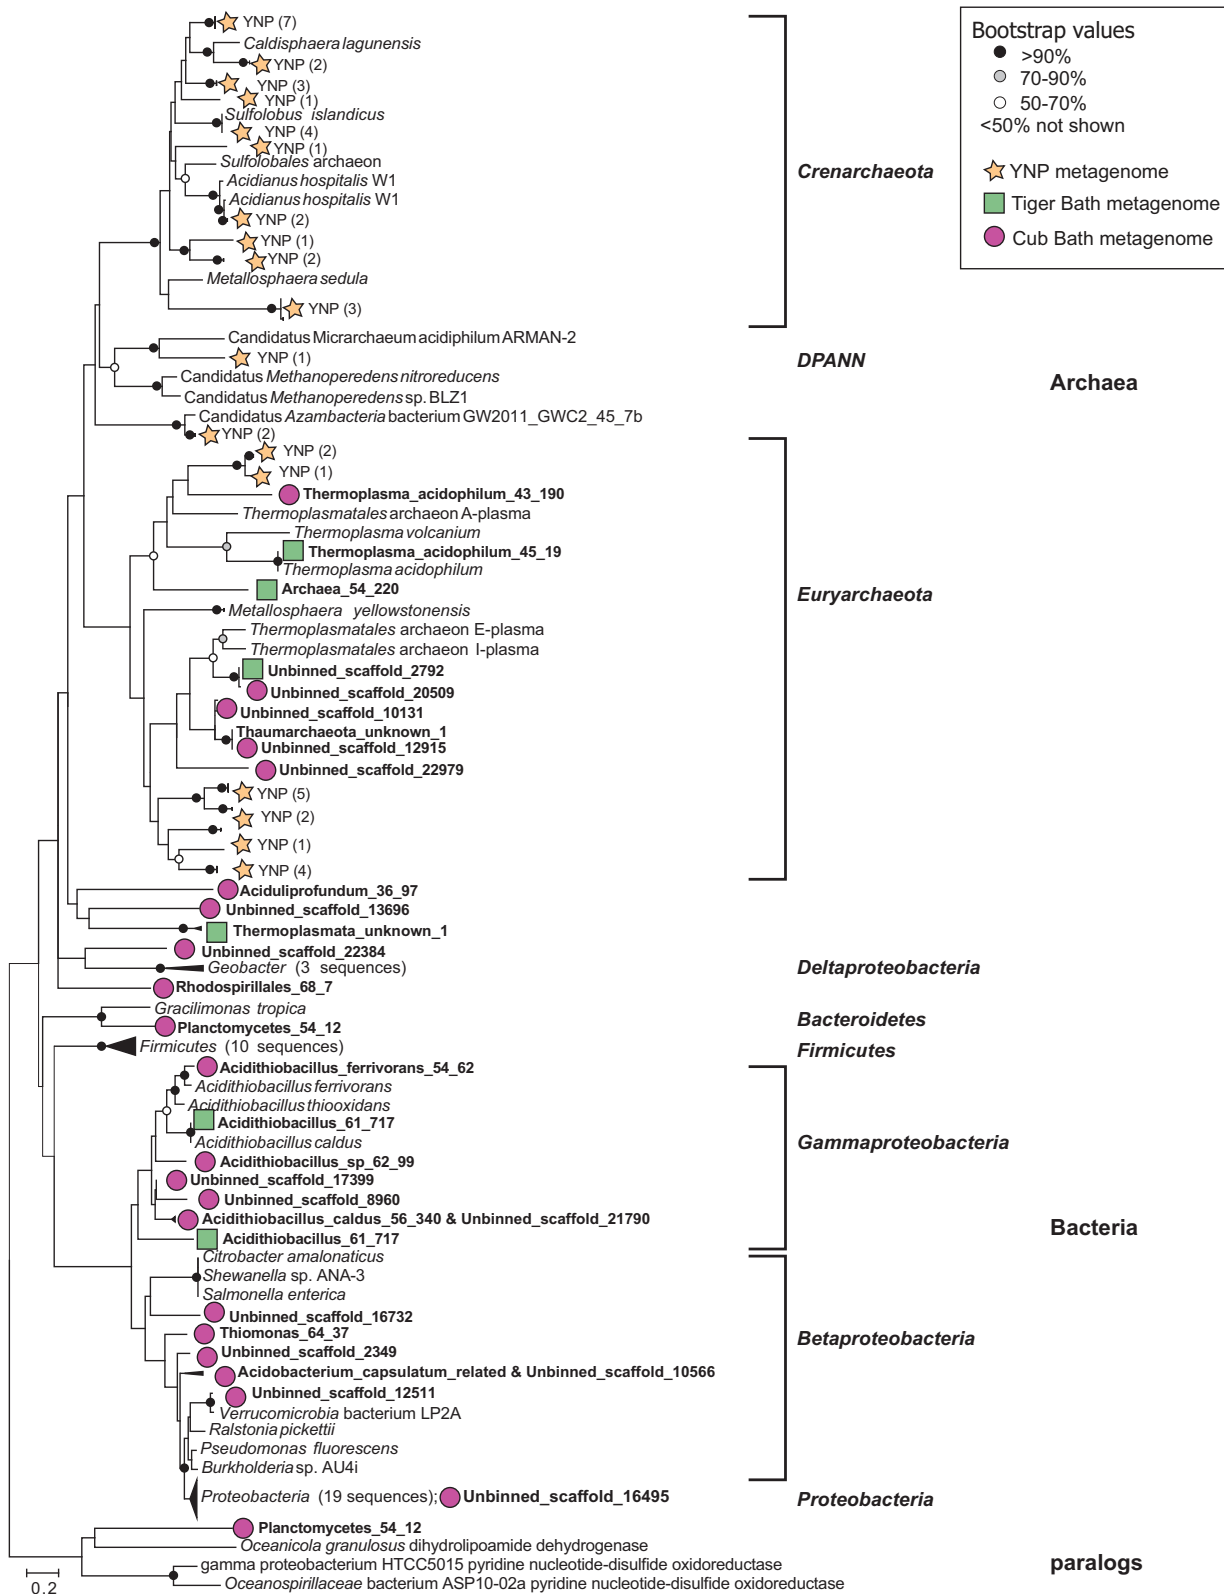 YNP (7)
Caldisphaera lagunensis
YNP (2)
YNP (3)
YNP (1)
Sulfolobus islandicus
YNP (4)
YNP (1)
Sulfolobales archaeon
Acidianus hospitalis W1
Acidianus hospitalis W1
YNP (2)
YNP (1)
YNP (2)
Metallosphaera sedula
YNP (3)
Candidatus Micrarchaeum acidiphilum ARMAN-2
YNP (1)
Candidatus Methanoperedens nitroreducens
Candidatus Methanoperedens sp. BLZ1
Candidatus Azambacteria bacterium GW2011_GWC2_45_7b
YNP (2)
YNP (2)
YNP (1)
Thermoplasma_acidophilum_43_190
Thermoplasmatales archaeon A-plasma
Thermoplasma volcanium
Thermoplasma_acidophilum_45_19
Thermoplasma acidophilum
Archaea_54_220
Metallosphaera yellowstonensis
Thermoplasmatales archaeon E-plasma
Thermoplasmatales archaeon I-plasma
Unbinned_scaffold_2792
Unbinned_scaffold_20509
Unbinned_scaffold_10131
Thaumarchaeota_unknown_1
Unbinned_scaffold_12915
Unbinned_scaffold_22979
YNP (5)
YNP (2)
YNP (1)
YNP (4)
Aciduliprofundum_36_97
Unbinned_scaffold_13696
Thermoplasmata_unknown_1
Unbinned_scaffold_22384
Geobacter (3 sequences)
Rhodospirillales_68_7
Gracilimonas tropica
Planctomycetes_54_12
Firmicutes (10 sequences)
Acidithiobacillus_ferrivorans_54_62
Acidithiobacillus ferrivorans
Acidithiobacillus thiooxidans
Acidithiobacillus_61_717
Acidithiobacillus caldus
Acidithiobacillus_sp_62_99
Unbinned_scaffold_17399
Unbinned_scaffold_8960
Acidithiobacillus_caldus_56_340 & Unbinned_scaffold_21790
Acidithiobacillus_61_717
Citrobacter amalonaticus
Shewanella sp. ANA-3
Salmonella enterica
Unbinned_scaffold_16732
Thiomonas_64_37
Unbinned_scaffold_2349
Acidobacterium_capsulatum_related & Unbinned_scaffold_10566
Unbinned_scaffold_12511
Verrucomicrobia bacterium LP2A
Ralstonia pickettii
Pseudomonas fluorescens
Burkholderia sp. AU4i
Proteobacteria (19 sequences); Unbinned_scaffold_16495
Planctomycetes_54_12
Oceanicola granulosus dihydrolipoamide dehydrogenase
gamma proteobacterium HTCC5015 pyridine nucleotide-disulfide oxidoreductase
Oceanospirillaceae bacterium ASP10-02a pyridine nucleotide-disulfide oxidoreductase
0.2
Crenarchaeota
DPANN
Euryarchaeota
Deltaproteobacteria
Bacteroidetes
Firmicutes
Gammaproteobacteria
Betaproteobacteria
Proteobacteria
Archaea
Bacteria
paralogs
Bootstrap values
>90%
70-90%
50-70%
<50% not shown
YNP metagenome
Tiger Bath metagenome
Cub Bath metagenome